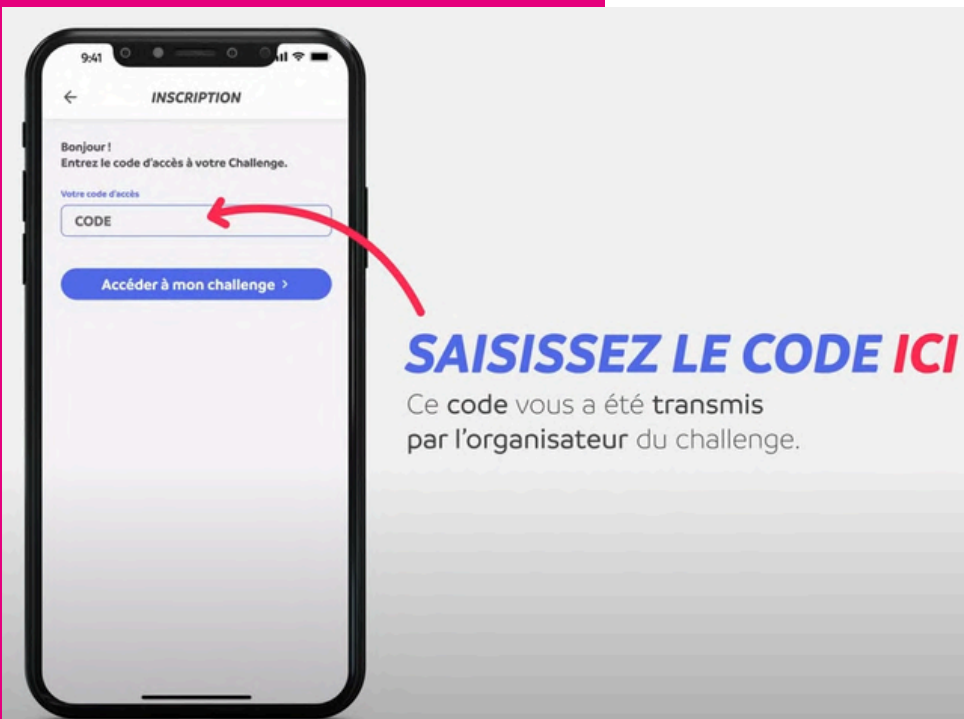 9:41
INSCRIPTION
Bonjour !
Entrez le code d'accès à votre Challenge.
Votre code d'accès
CODE
Accéder à mon challenge >
SAISISSEZ LE CODE ICI
Ce code vous a été transmis
par l'organisateur du challenge.